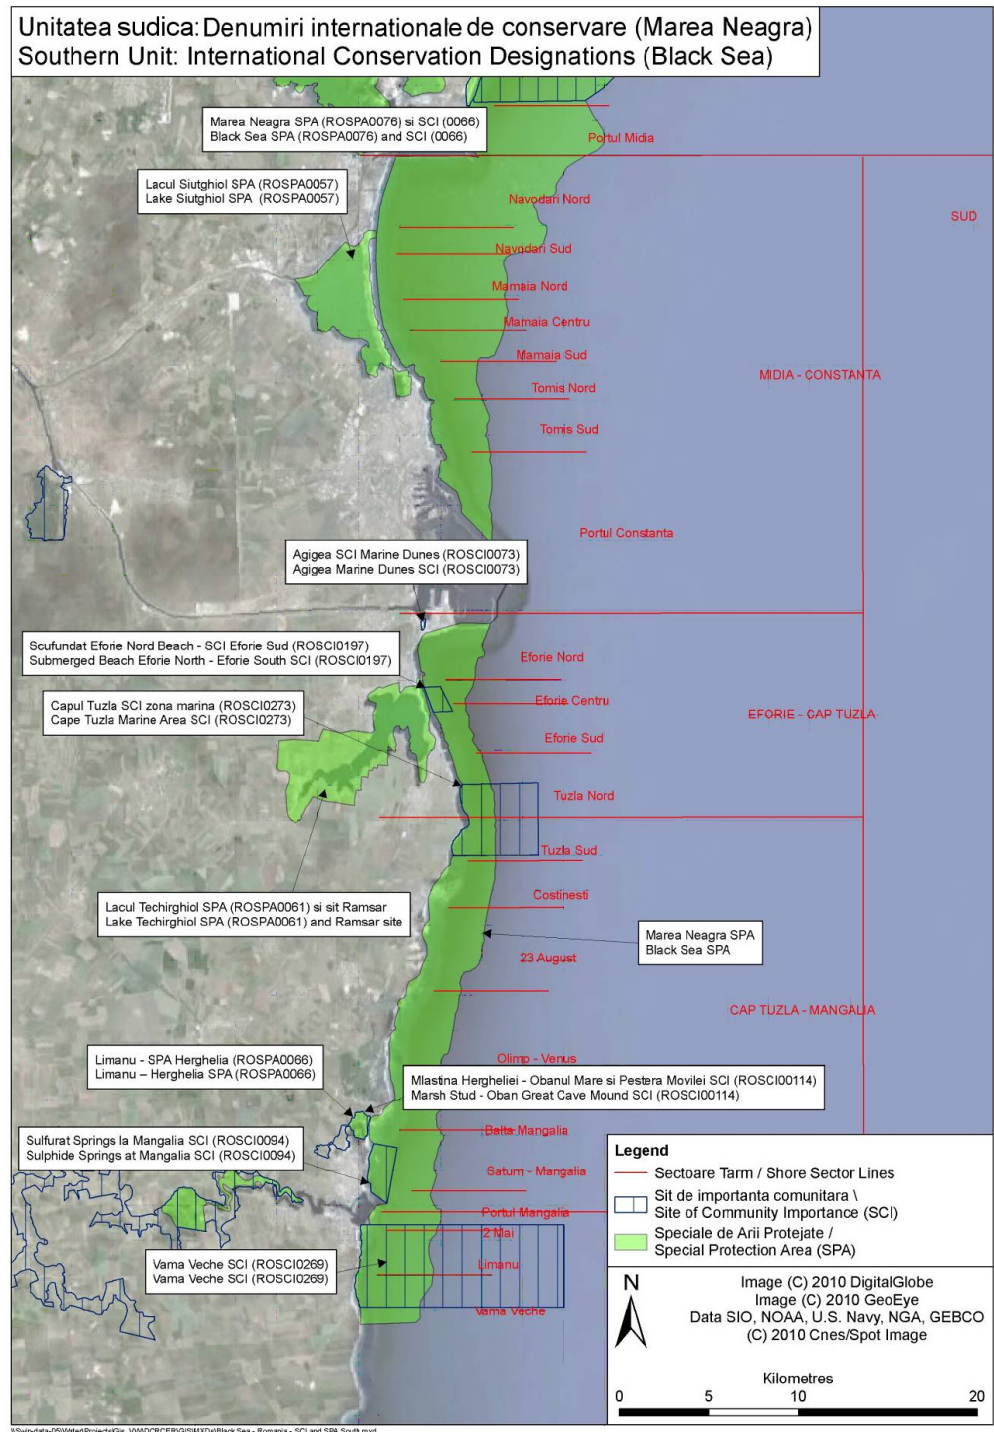 Unitatea sudica: Denumiri internationale de conservare (Marea Neagra)
Southern Unit: International Conservation Designations (Black Sea)
Marea Neagra SPA (ROSPA0076) si SCI (0066)
Black Sea SPA (ROSPA0076) and SCI (0066)
Portul Midia
Lacul Siutghiol SPA (ROSPA0057)
Lake Siutghiol SPA (ROSPA0057)
Navodari Nord
SUD
Navodari Sud
Mamaia Nord
Mamaia Centru
Mamaia Sud
MIDIA - CONSTANTA
Tomis Nord
Tomis Sud
Portul Constanta
Agigea SCI Marine Dunes (ROSCI0073)
Agigea Marine Dunes SCI (ROSCI0073)
Scufundat Eforie Nord Beach - SCI Eforie Sud (ROSCI0197)
Submerged Beach Eforie North - Eforie South SCI (ROSCI0197)
Eforie Nord
Capul Tuzla SCI zona marina (ROSCI0273)
Cape Tuzla Marine Area SCI (ROSCI0273)
Eforie Centru
EFORIE - CAP TUZLA
Eforie Sud
Tuzla Nord
Tuzla Sud
Costinesti
Lacul Techirghiol SPA (ROSPA0061) si sit Ramsar
Lake Techirghiol SPA (ROSPA0061) and Ramsar site
Marea Neagra SPA
Black Sea SPA
23 August
CAP TUZLA - MANGALIA
Olimp - Venus
Limanu - SPA Herghelia (ROSPA0066)
Limanu – Herghelia SPA (ROSPA0066)
Mlastina Hergheliei - Obanul Mare si Pestera Movilei SCI (ROSCI00114)
Marsh Stud - Oban Great Cave Mound SCI (ROSCI00114)
Balta Mangalia
Sulfurat Springs la Mangalia SCI (ROSCI0094)
Sulphide Springs at Mangalia SCI (ROSCI0094)
Saturn - Mangalia
Portul Mangalia
2 Mai
Limanu
Vama Veche SCI (ROSCI0269)
Vama Veche SCI (ROSCI0269)
Vama Veche
Legend
Sectoare Tarm / Shore Sector Lines
Sit de importanta comunitara \
Site of Community Importance (SCI)
Speciale de Arii Protejate /
Special Protection Area (SPA)
N
Image (C) 2010 DigitalGlobe
Image (C) 2010 GeoEye
Data SIO, NOAA, U.S. Navy, NGA, GEBCO
(C) 2010 Cnes/Spot Image
Kilometres
0 5 10 20
Black Sea - Romania - SCI and SPA South.mxd